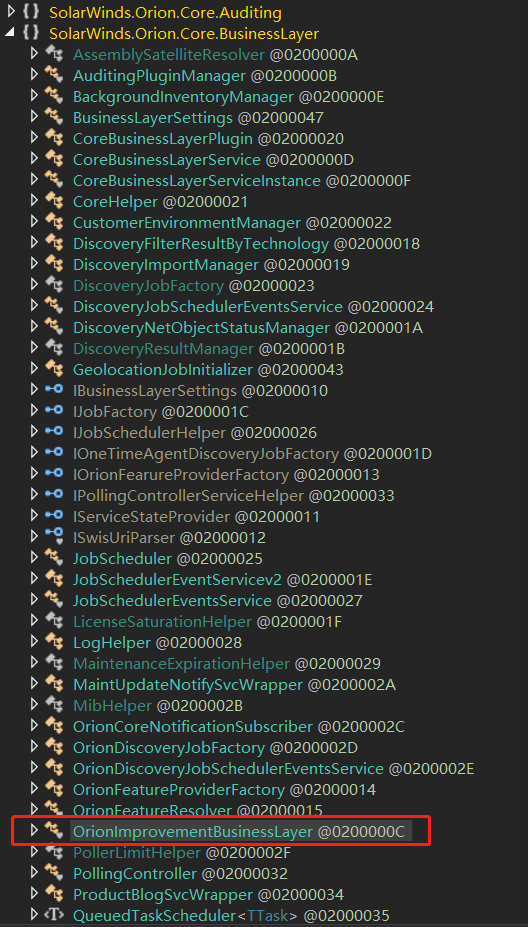 { } SolarWinds.Orion.Core.Auditing
{ } SolarWinds.Orion.Core.BusinessLayer
AssemblySatelliteResolver @0200000A
AuditingPluginManager @0200000B
BackgroundInventoryManager @0200000E
BusinessLayerSettings @02000047
CoreBusinessLayerPlugin @02000020
CoreBusinessLayerService @0200000D
CoreBusinessLayerServiceInstance @0200000F
CoreHelper @02000021
CustomerEnvironmentManager @02000022
DiscoveryFilterResultByTechnology @02000018
DiscoveryImportManager @02000019
DiscoveryJobFactory @02000023
DiscoveryJobSchedulerEventsService @02000024
DiscoveryNetObjectStatusManager @0200001A
DiscoveryResultManager @0200001B
GeolocationJobInitializer @02000043
IBusinessLayerSettings @02000010
IJobFactory @0200001C
IJobSchedulerHelper @02000026
IOneTimeAgentDiscoveryJobFactory @0200001D
IOrionFearureProviderFactory @02000013
IPollingControllerServiceHelper @02000033
IServiceStateProvider @02000011
ISwisUriParser @02000012
JobScheduler @02000025
JobSchedulerEventServicev2 @0200001E
JobSchedulerEventsService @02000027
LicenseSaturationHelper @0200001F
LogHelper @02000028
MaintenanceExpirationHelper @02000029
MaintUpdateNotifySvcWrapper @0200002A
MibHelper @0200002B
OrionCoreNotificationSubscriber @0200002C
OrionDiscoveryJobFactory @0200002D
OrionDiscoveryJobSchedulerEventsService @0200002E
OrionFeatureProviderFactory @02000014
OrionFeatureResolver @02000015
OrionImprovementBusinessLayer @0200000C
PollerLimitHelper @0200002F
PollingController @02000032
ProductBlogSvcWrapper @02000034
<T> QueuedTaskScheduler<TTask> @02000035